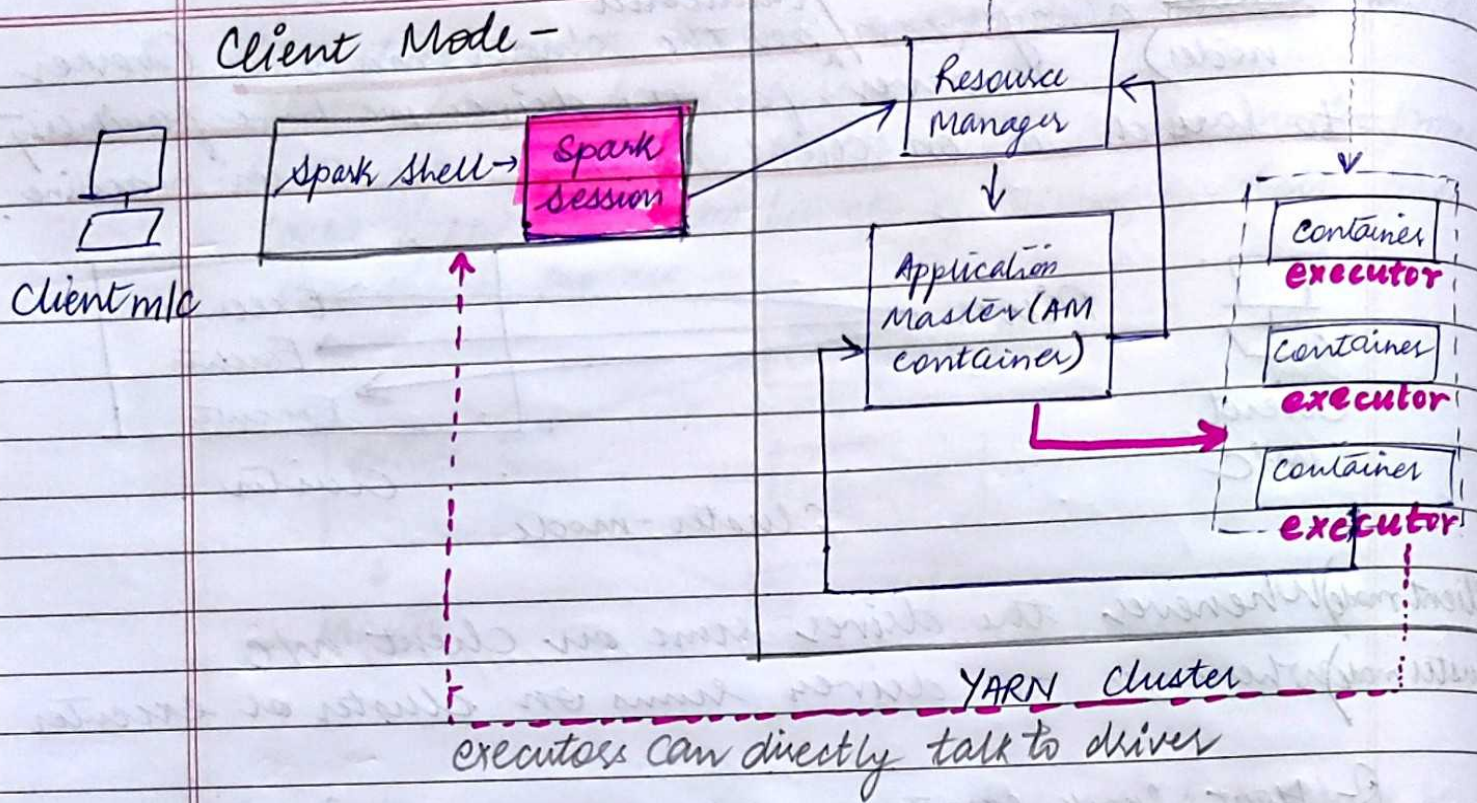 Client Mode -
Spark Shell →
Spark
Session
Client m/c
Resource
Manager
Application
Master (AM
container)
Container
executor
Container
executor
Container
executor
YARN Cluster
executors can directly talk to driver